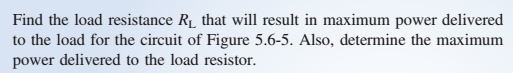 Find the load resistance R_L that will result in maximum power delivered
to the load for the circuit of Figure 5.6-5. Also, determine the maximum
power delivered to the load resistor.